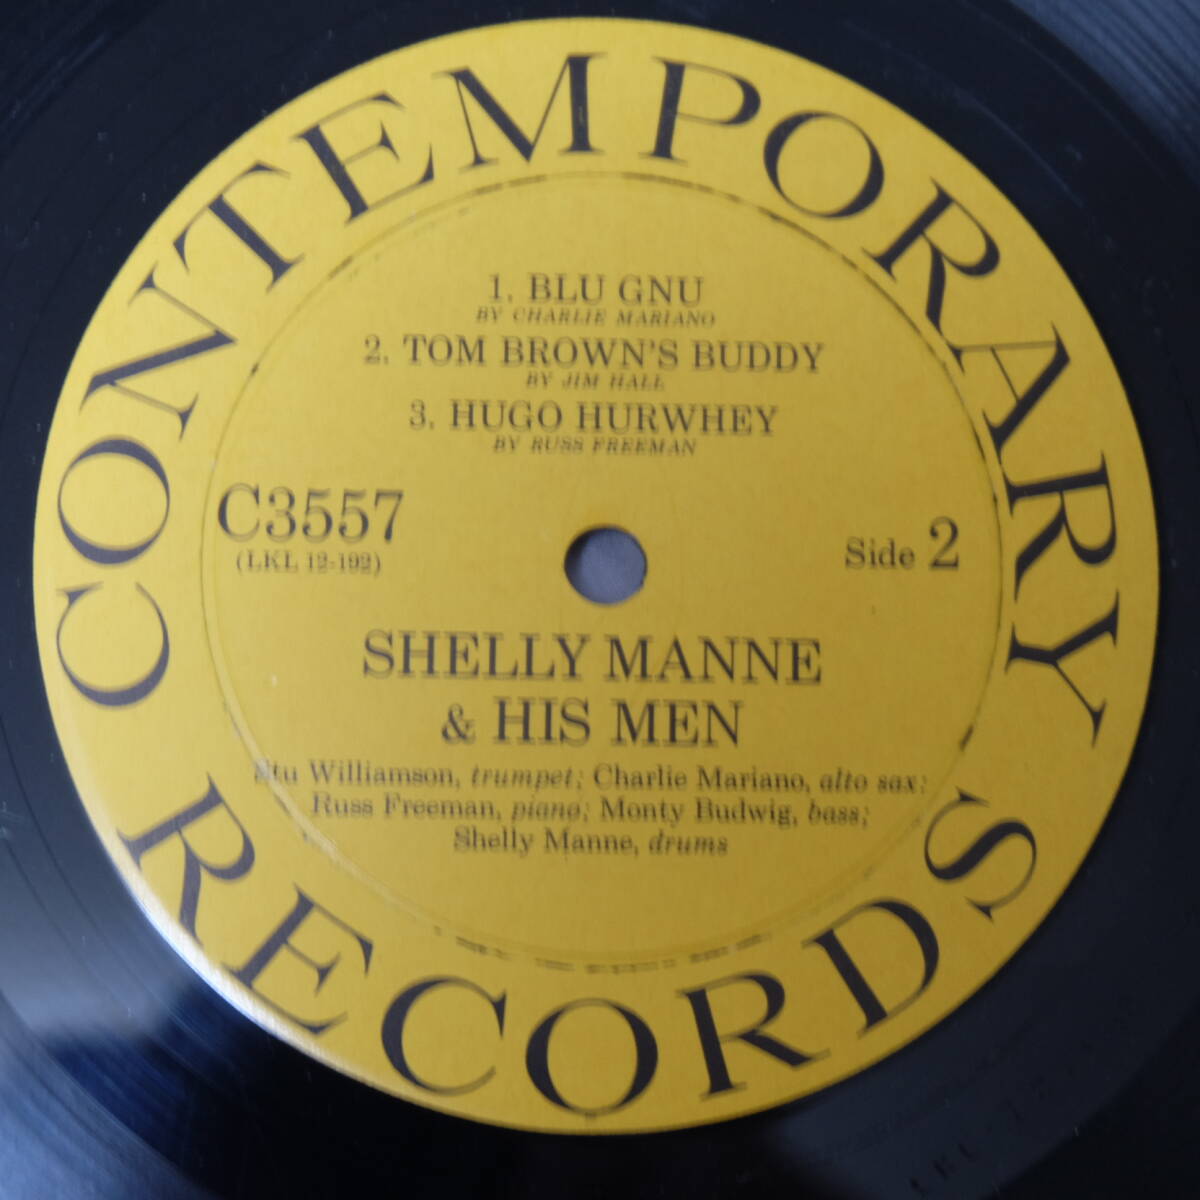 CONTEMPORARY
1. BLU GNU
BY CHARLIE MARIANO
2. TOM BROWN'S BUDDY
BY JIM HALL
3. HUGO HURWHEY
BY RUSS FREEMAN
C3557
(LKL 12-192)
Side 2
SHELLY MANNE
& HIS MEN
Stu Williamson, trumpet; Charlie Mariano, alto sax;
Russ Freeman, piano; Monty Budwig, bass;
Shelly Manne, drums
RECORDS